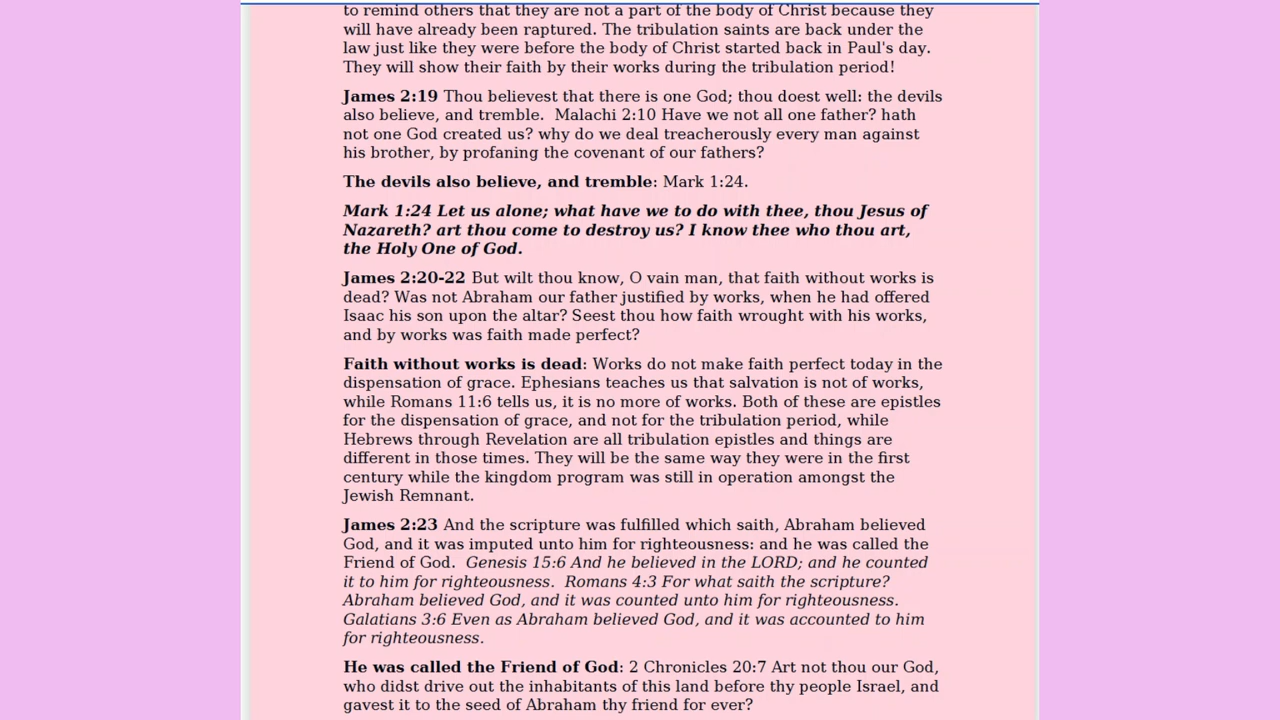 to remind others that they are not a part of the body of Christ because they
will have already been raptured. The tribulation saints are back under the
law just like they were before the body of Christ started back in Paul's day.
They will show their faith by their works during the tribulation period!
James 2:19 Thou believest that there is one God; thou doest well: the devils
also believe, and tremble.  Malachi 2:10 Have we not all one father? hath
not one God created us? why do we deal treacherously every man against
his brother, by profaning the covenant of our fathers?
The devils also believe, and tremble: Mark 1:24.
Mark 1:24 Let us alone; what have we to do with thee, thou Jesus of
Nazareth? art thou come to destroy us? I know thee who thou art,
the Holy One of God.
James 2:20-22 But wilt thou know, O vain man, that faith without works is
dead? Was not Abraham our father justified by works, when he had offered
Isaac his son upon the altar? Seest thou how faith wrought with his works,
and by works was faith made perfect?
Faith without works is dead: Works do not make faith perfect today in the
dispensation of grace. Ephesians teaches us that salvation is not of works,
while Romans 11:6 tells us, it is no more of works. Both of these are epistles
for the dispensation of grace, and not for the tribulation period, while
Hebrews through Revelation are all tribulation epistles and things are
different in those times. They will be the same way they were in the first
century while the kingdom program was still in operation amongst the
Jewish Remnant.
James 2:23 And the scripture was fulfilled which saith, Abraham believed
God, and it was imputed unto him for righteousness: and he was called the
Friend of God.  Genesis 15:6 And he believed in the LORD; and he counted
it to him for righteousness.  Romans 4:3 For what saith the scripture?
Abraham believed God, and it was counted unto him for righteousness.
Galatians 3:6 Even as Abraham believed God, and it was accounted to him
for righteousness.
He was called the Friend of God: 2 Chronicles 20:7 Art not thou our God,
who didst drive out the inhabitants of this land before thy people Israel, and
gavest it to the seed of Abraham thy friend for ever?